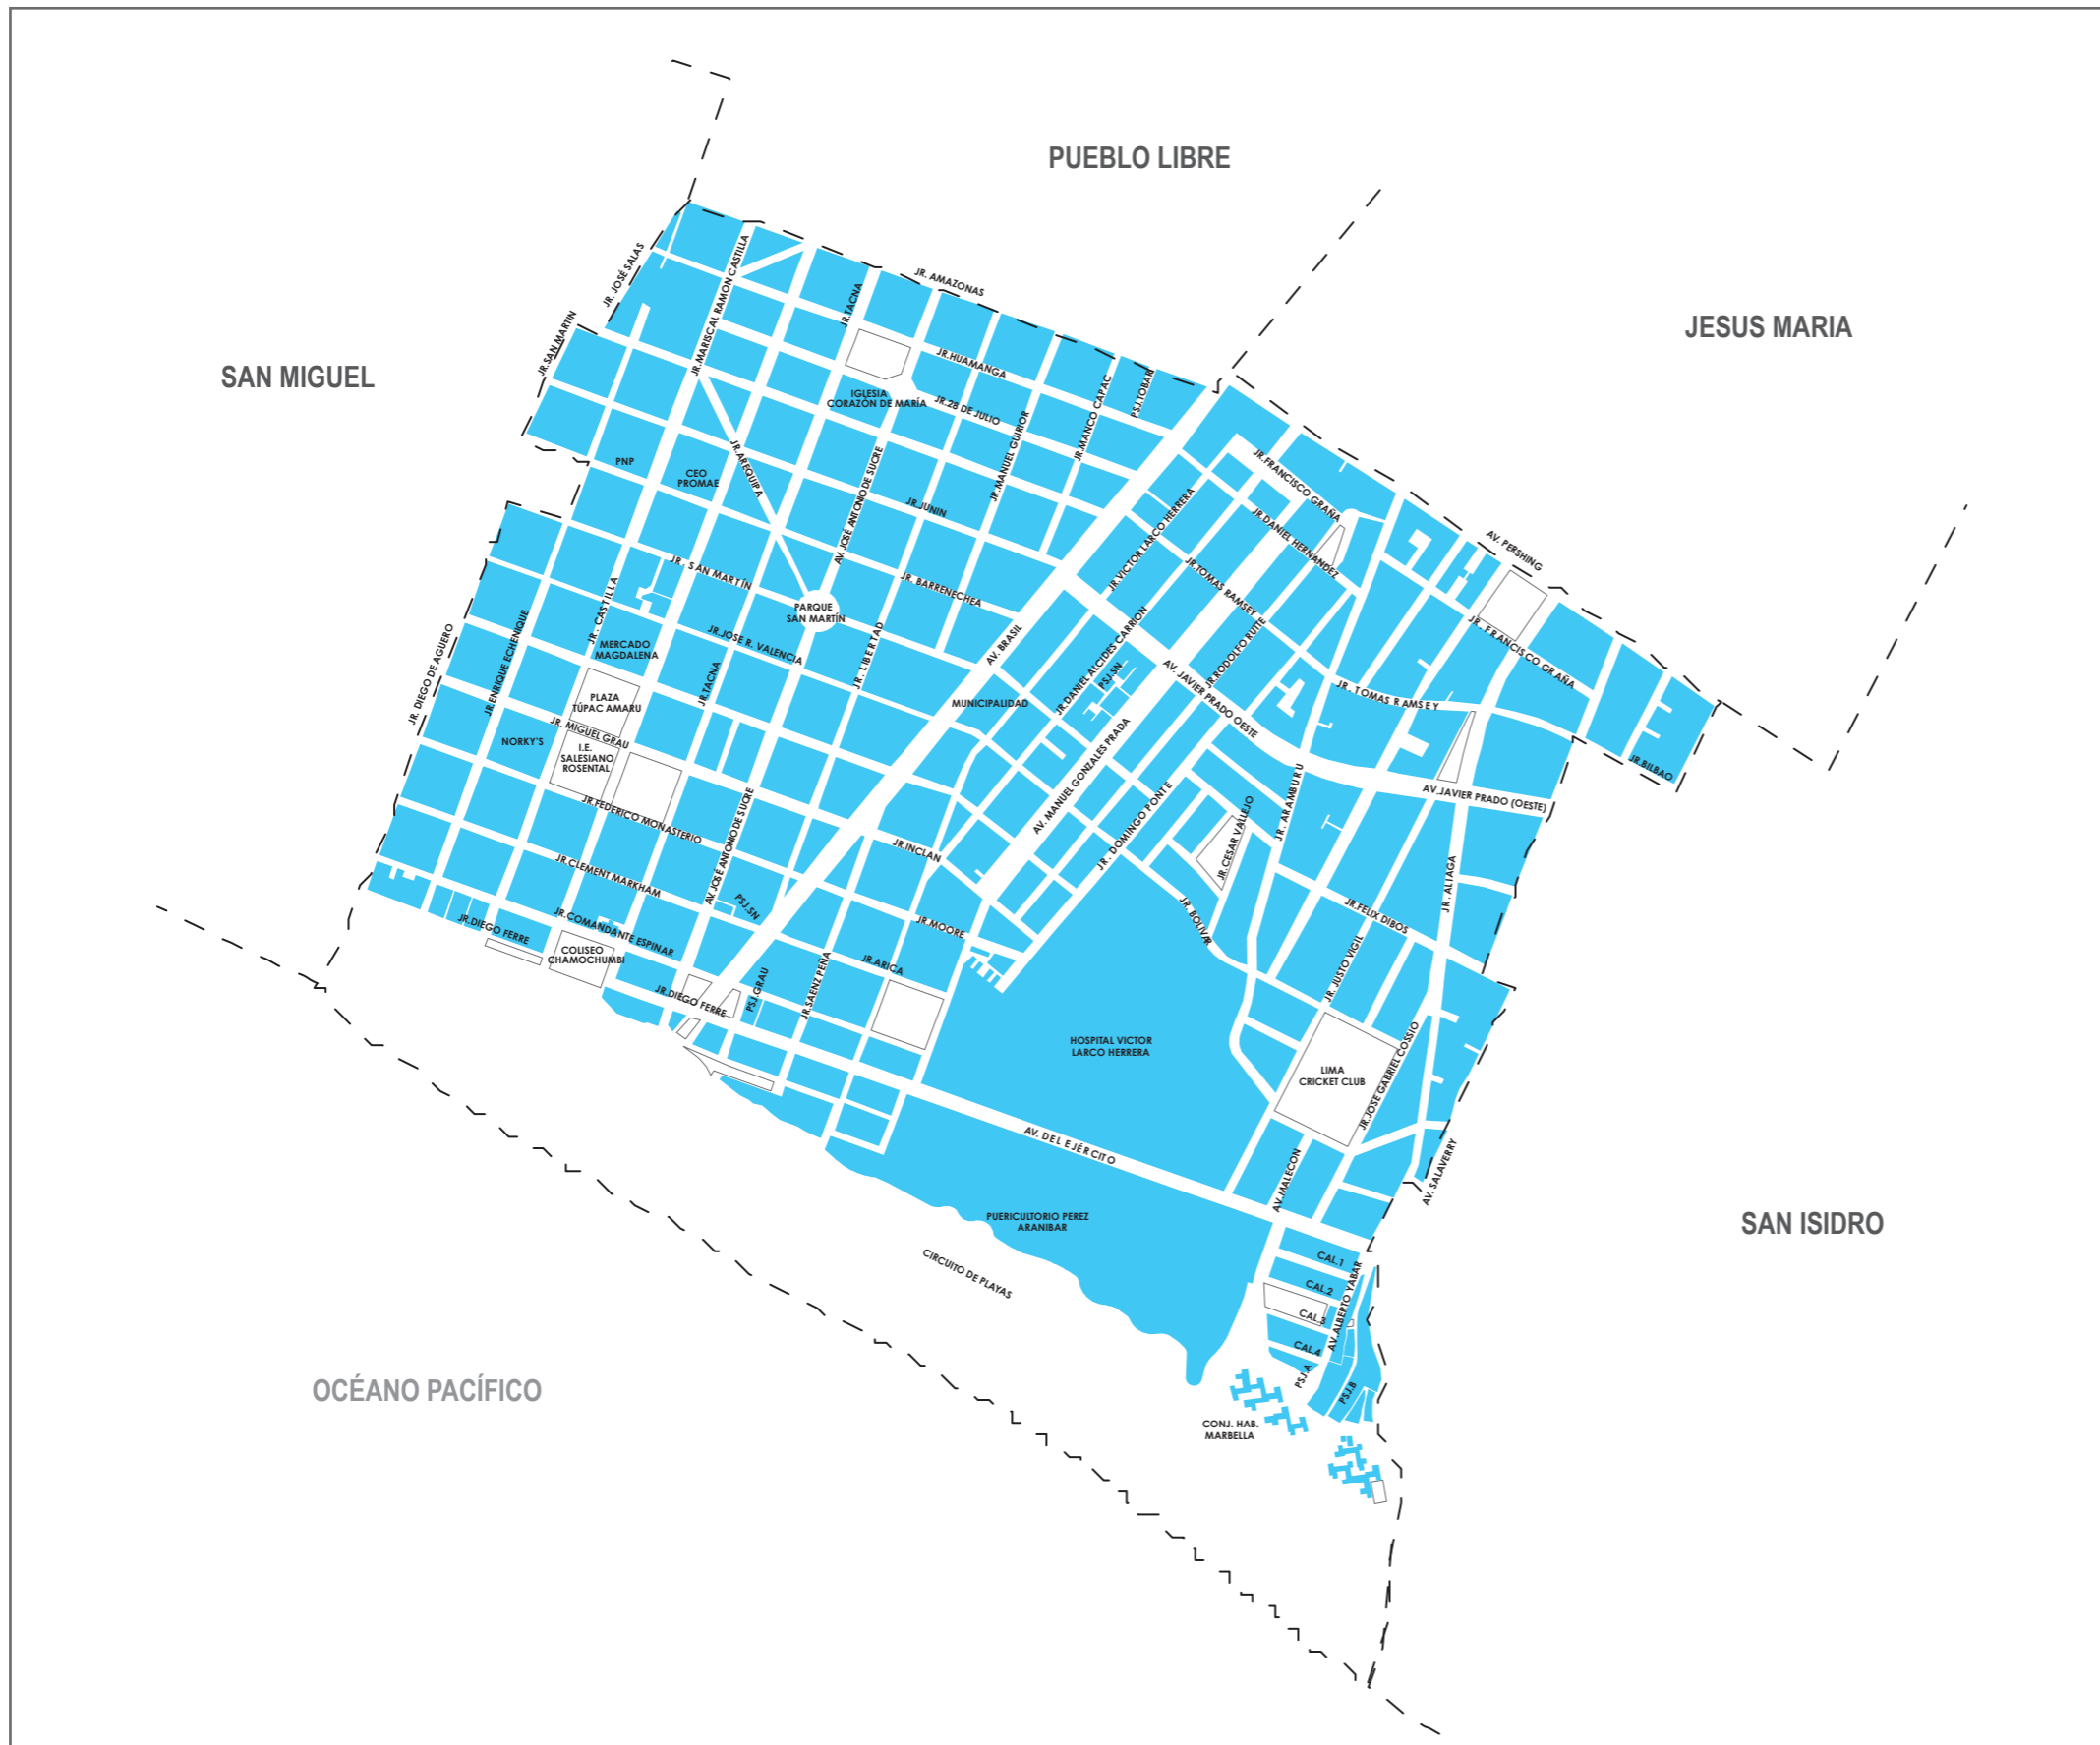 PUEBLO LIBRE
JESUS MARIA
SAN MIGUEL
SAN ISIDRO
OCÉANO PACÍFICO
JR. JOSÉ SALAS
JR.SAN MARTIN
JR.MARISCAL RAMON CASTILLA
JR.TACNA
JR. AMAZONAS
JR.HUAMANGA
IGLESIA
CORAZÓN DE MARÍA
JR.28 DE JULIO
JR.MANUEL GUIRIOR
JR.MANCO CAPAC
PSJ.TOBAR
PNP
CEO
PROMAE
JR.AREQUIPA
AV. JOSÉ ANTONIO DE SUCRE
JR.JUNIN
JR. SAN MARTÍN
JR. BARRENECHEA
PARQUE
SAN MARTÍN
JR. CASTILLA
JR.JOSE R. VALENCIA
JR. LIBERTAD
MERCADO
MAGDALENA
JR.TACNA
JR.ENRIQUE ECHENIQUE
JR. DIEGO DE AGUERO
PLAZA
TÚPAC AMARU
JR. MIGUEL GRAU
NORKY'S
I.E.
SALESIANO
ROSENTAL
JR.FEDERICO MONASTERIO
AV. JOSÉ ANTONIO DE SUCRE
JR.CLEMENT MARKHAM
PSJ.SN
JR.COMANDANTE ESPINAR
JR.DIEGO FERRE
COLISEO
CHAMOCHUMBI
JR.DIEGO FERRE
PSJ.GRAU
JR.SAENZ PEÑA
JR.ARICA
JR.MOORE
JR.INCLAN
AV. BRASIL
MUNICIPALIDAD
JR.DANIEL ALCIDES CARRION
PSJ.SN
AV. MANUEL GONZALES PRADA
JR. DOMINGO PONTE
JR.VICTOR LARCO HERRERA
JR.FRANCISCO GRAÑA
JR.DANIEL HERNANDEZ
JR.TOMAS RAMSEY
JR.RODOLFO RUTTE
AV. JAVIER PRADO OESTE
AV. PERSHING
JR. FRANCISCO GRAÑA
JR. TOMAS RAMSEY
JR.BILBAO
AV.JAVIER PRADO (OESTE)
JR. ARAMBURU
JR. CESAR VALLEJO
JR. BOLIVAR
JR. ALIAGA
JR.FELIX DIBOS
JR. JUSTO VIGIL
JR.JOSE GABRIEL COSSIO
HOSPITAL VICTOR
LARCO HERRERA
LIMA
CRICKET CLUB
AV. DEL EJÉRCITO
AV.MALECON
AV. SALAVERRY
PUERICULTORIO PEREZ
ARANIBAR
CIRCUITO DE PLAYAS
CAL.1
CAL.2
CAL.3
CAL.4
AV.ALBERTO YABAR
PSJ.A
PSJ.B
CONJ. HAB.
MARBELLA